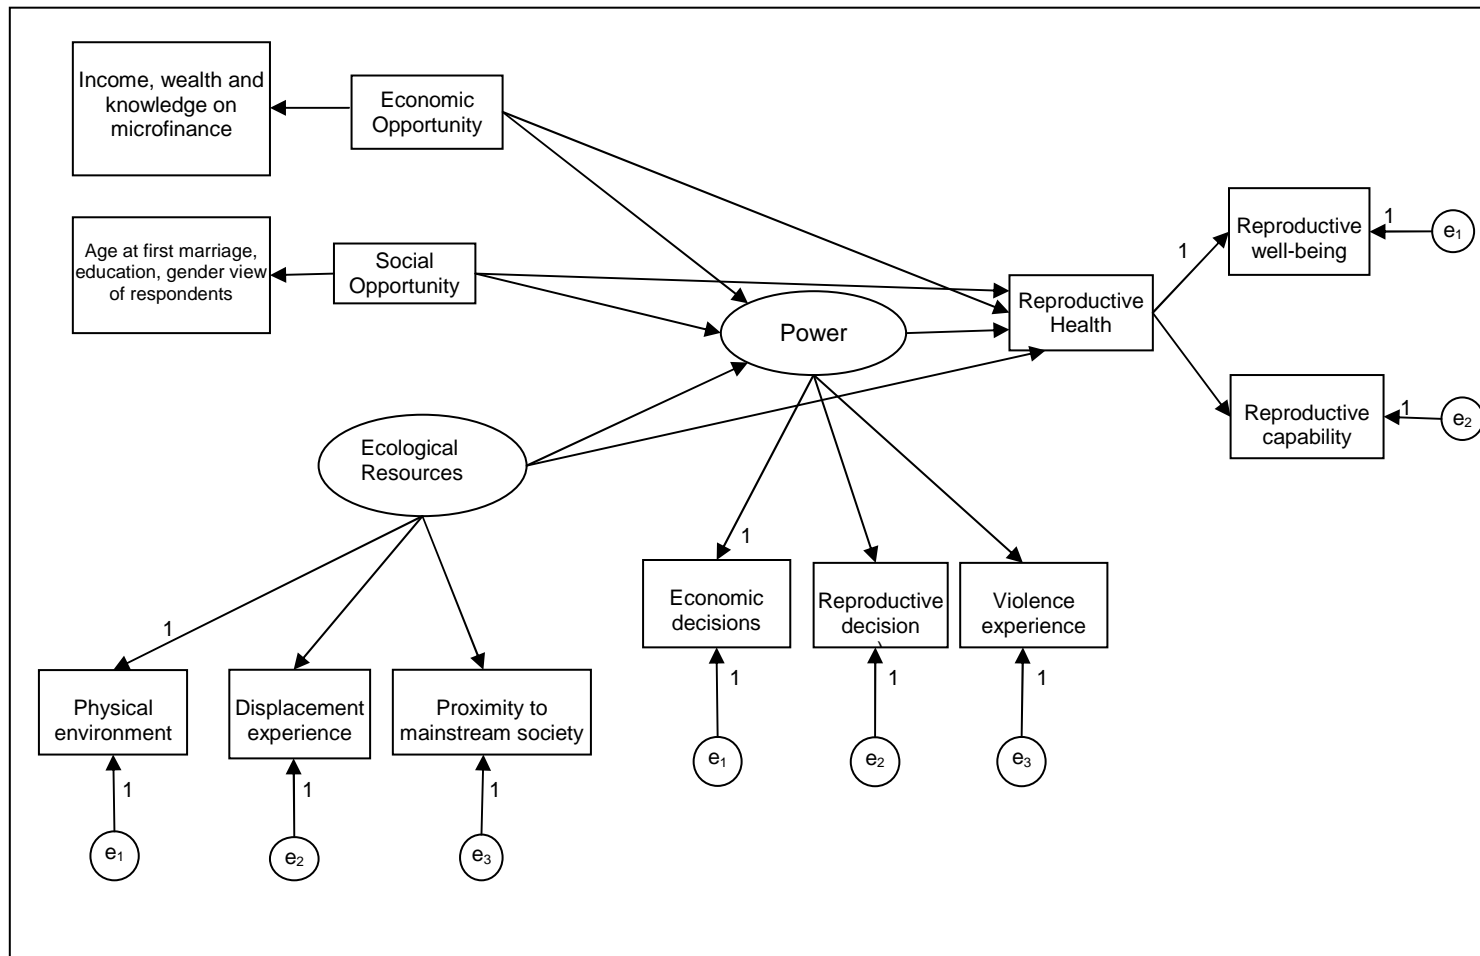 Income, wealth and
knowledge on
microfinance
Economic
Opportunity
Age at first marriage,
education, gender view
of respondents
Social
Opportunity
Power
Reproductive
Health
1
Reproductive
well-being
1
e1
Reproductive
capability
1
e2
Ecological
Resources
1
Physical
environment
1
e1
Displacement
experience
1
e2
Proximity to
mainstream society
1
e3
1
Economic
decisions
1
e1
Reproductive
decision
1
e2
Violence
experience
1
e3